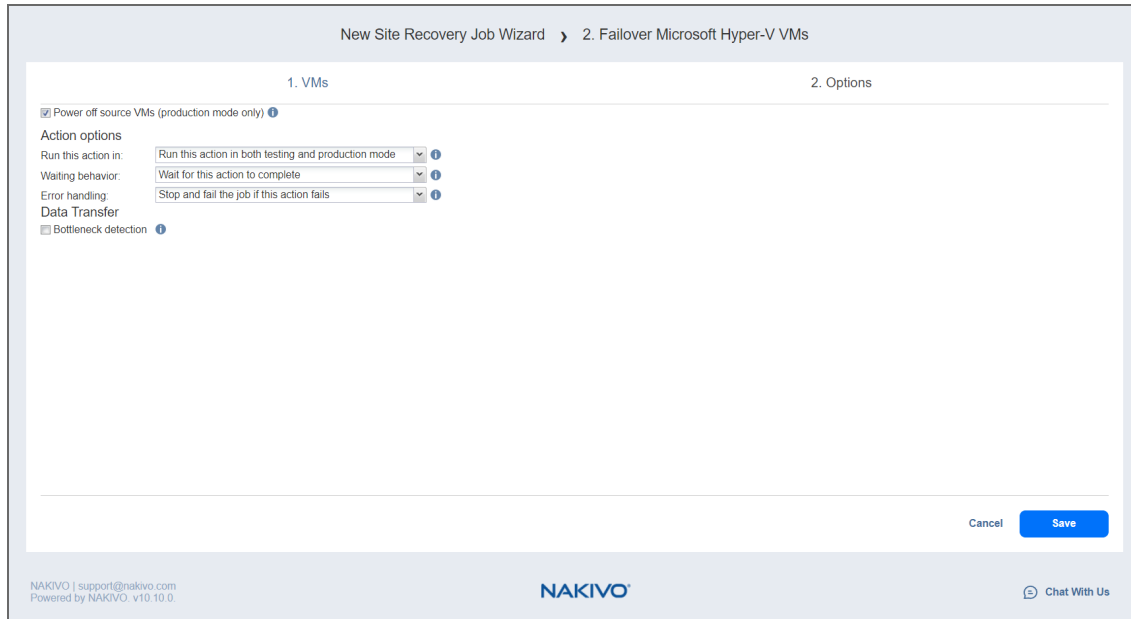 New Site Recovery Job Wizard ❯ 2. Failover Microsoft Hyper-V VMs
1. VMs 2. Options
Power off source VMs (production mode only)
Action options
Run this action in: Run this action in both testing and production mode
Waiting behavior: Wait for this action to complete
Error handling: Stop and fail the job if this action fails
Data Transfer
Bottleneck detection
Cancel Save
NAKIVO | support@nakivo.com
Powered by NAKIVO. v10.10.0.
NAKIVO®
Chat With Us